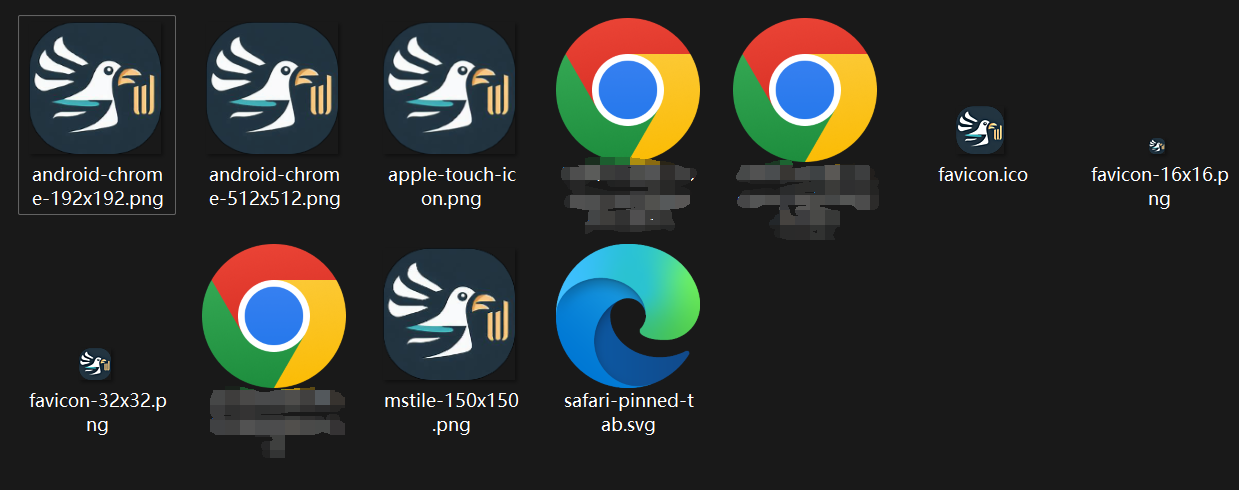 android-chrom
e-192x192.png
android-chrom
e-512x512.png
apple-touch-ic
on.png
favicon.ico
favicon-16x16.p
ng
favicon-32x32.p
ng
mstile-150x150
.png
safari-pinned-t
ab.svg